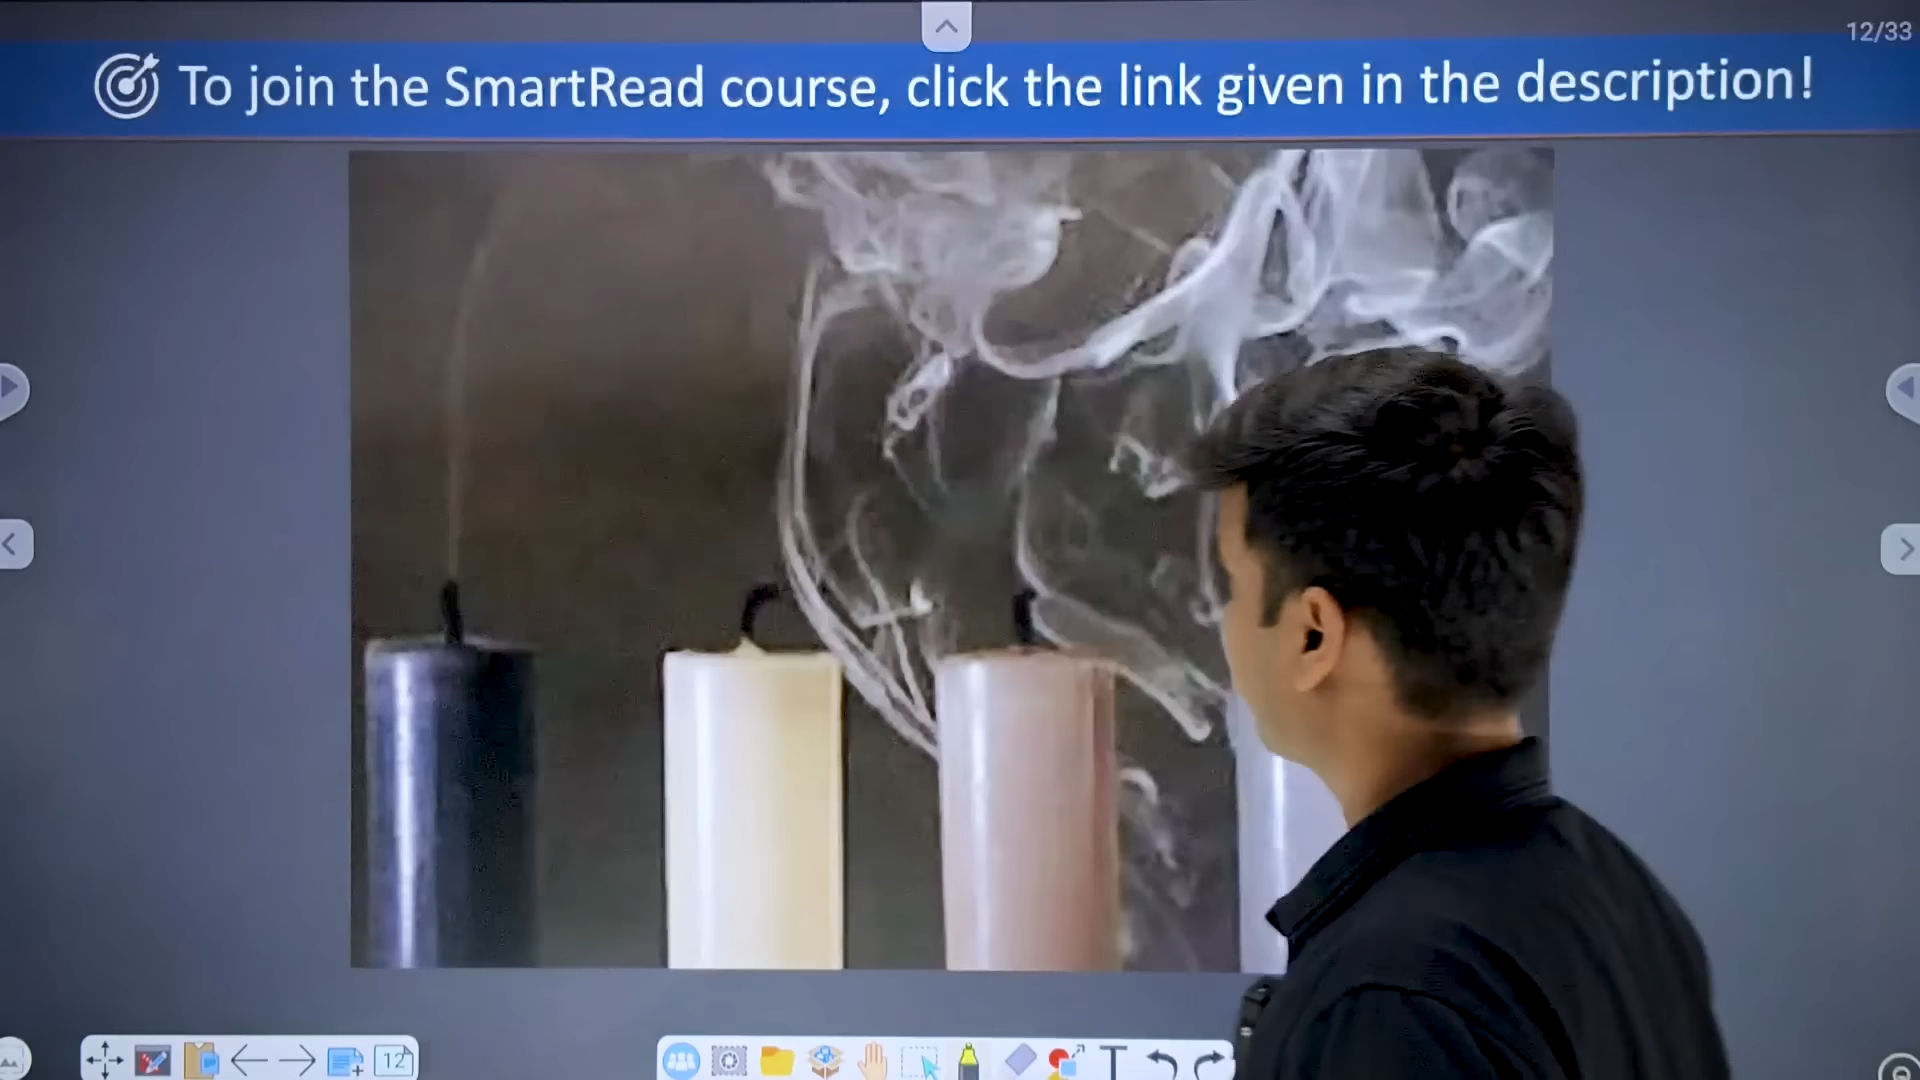 12/33
To join the SmartRead course, click the link given in the description!
12
T